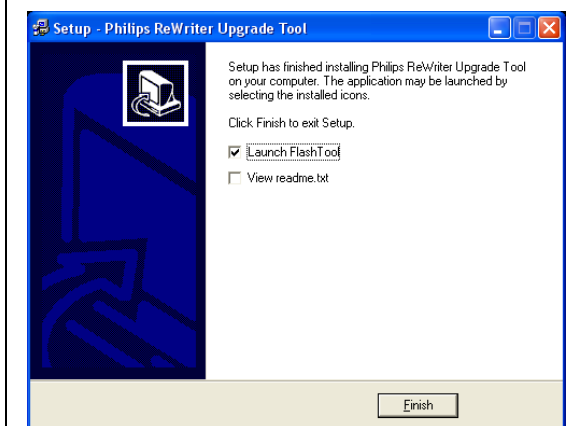 Setup - Philips ReWriter Upgrade Tool
Setup has finished installing Philips ReWriter Upgrade Tool
on your computer. The application may be launched by
selecting the installed icons.
Click Finish to exit Setup.
Launch FlashTool
View readme.txt
Finish